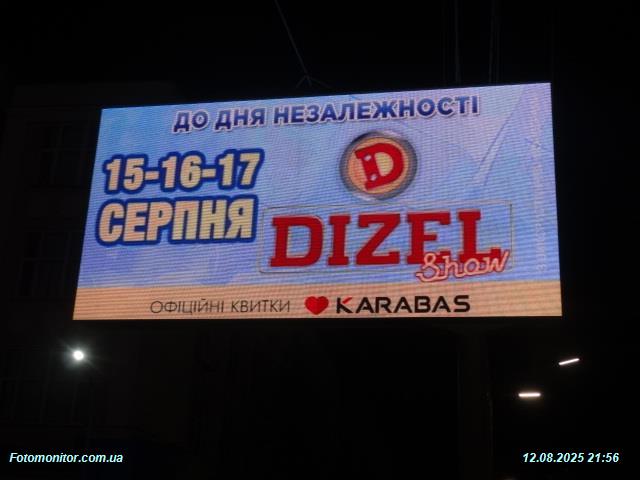 ДО ДНЯ НЕЗАЛЕЖНОСТІ
15-16-17
СЕРПНЯ
D
DIZEL
Show
ОФІЦІЙНІ КВИТКИ KARABAS
Fotomonitor.com.ua
12.08.2025 21:56